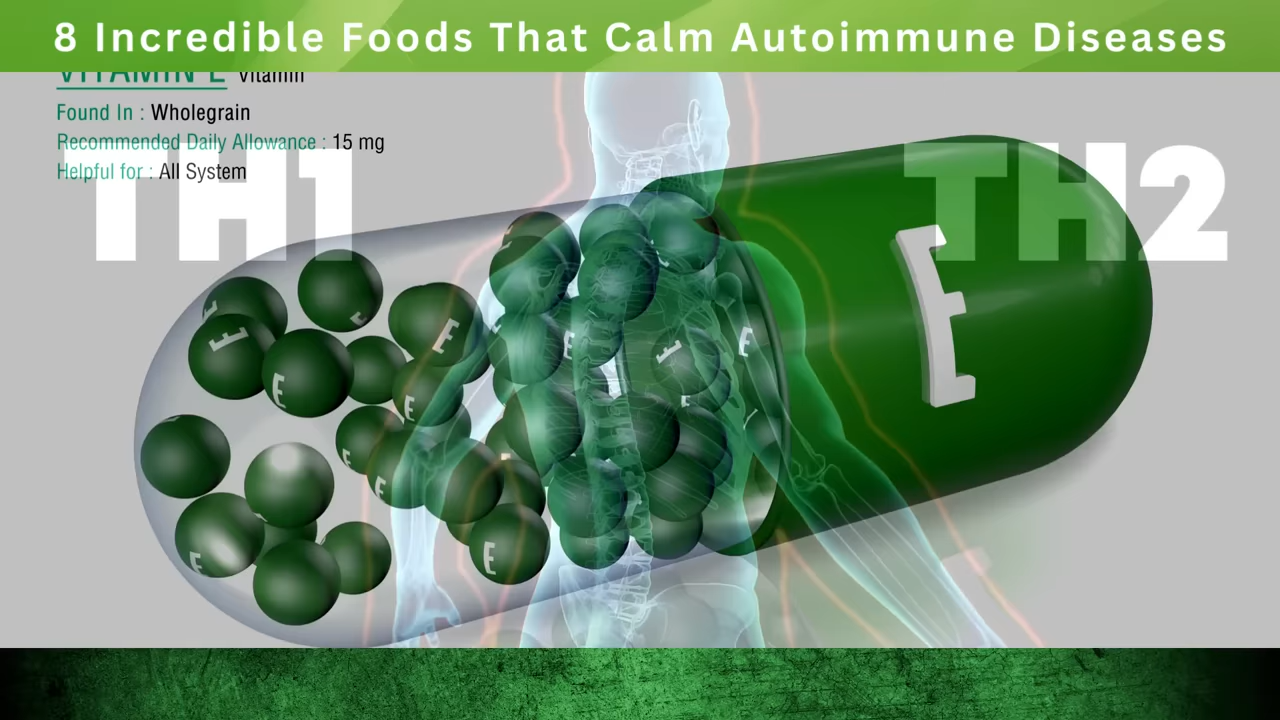 8 Incredible Foods That Calm Autoimmune Diseases
VITAMIN E Vitamin
Found In : Wholegrain
Recommended Daily Allowance : 15 mg
Helpful for : All System
TH1 TH2
E
E
E
E
E
E
E
E
E
E
E